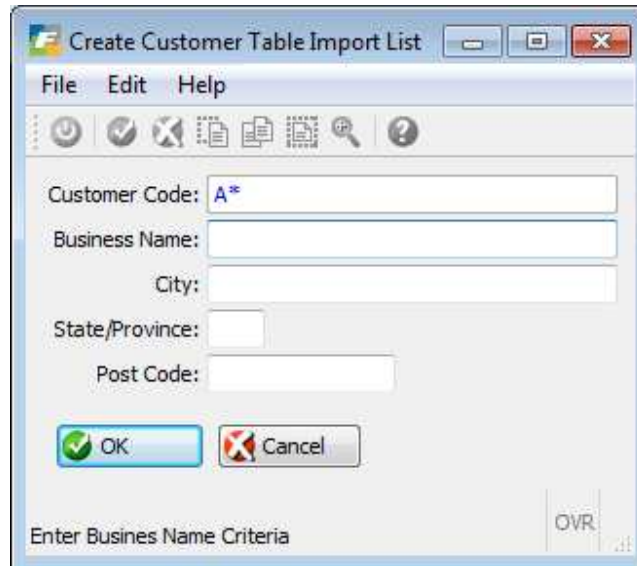 Create Customer Table Import List
File Edit Help
Customer Code: A*
Business Name:
City:
State/Province:
Post Code:
OK Cancel
Enter Busines Name Criteria
OVR